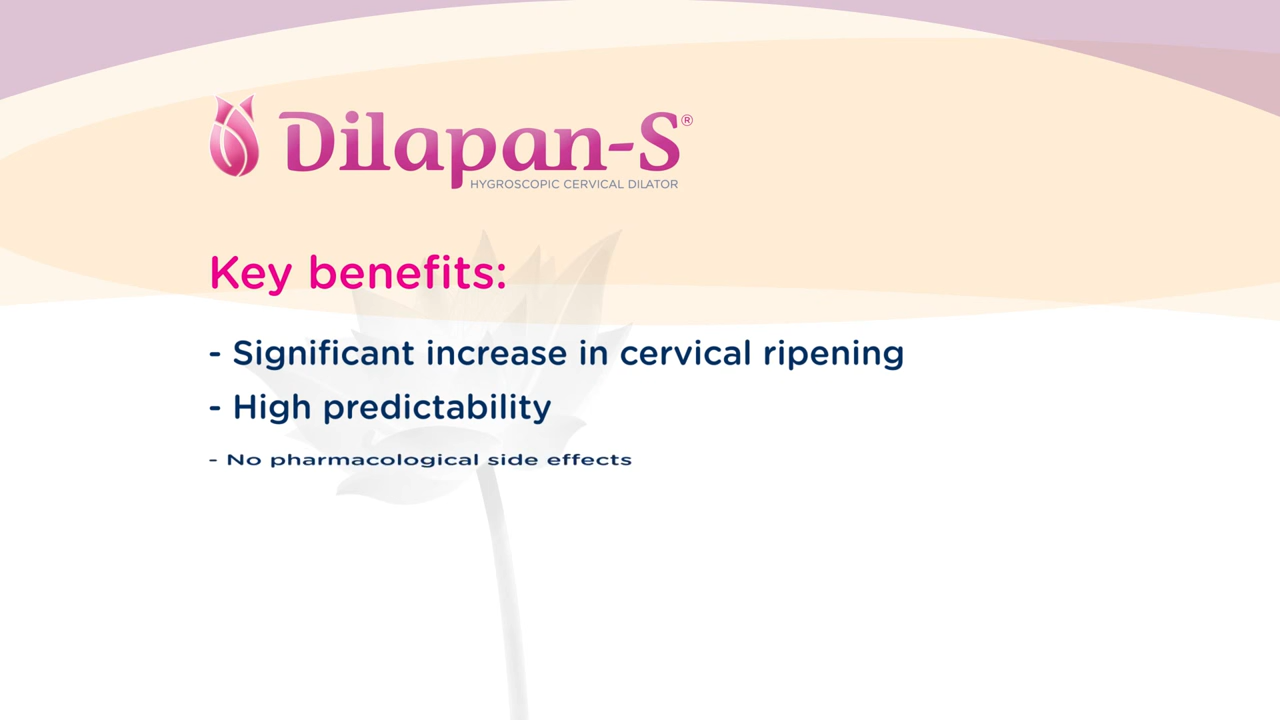 Dilapan-S®
HYGROSCOPIC CERVICAL DILATOR
Key benefits:
- Significant increase in cervical ripening
- High predictability
- No pharmacological side effects